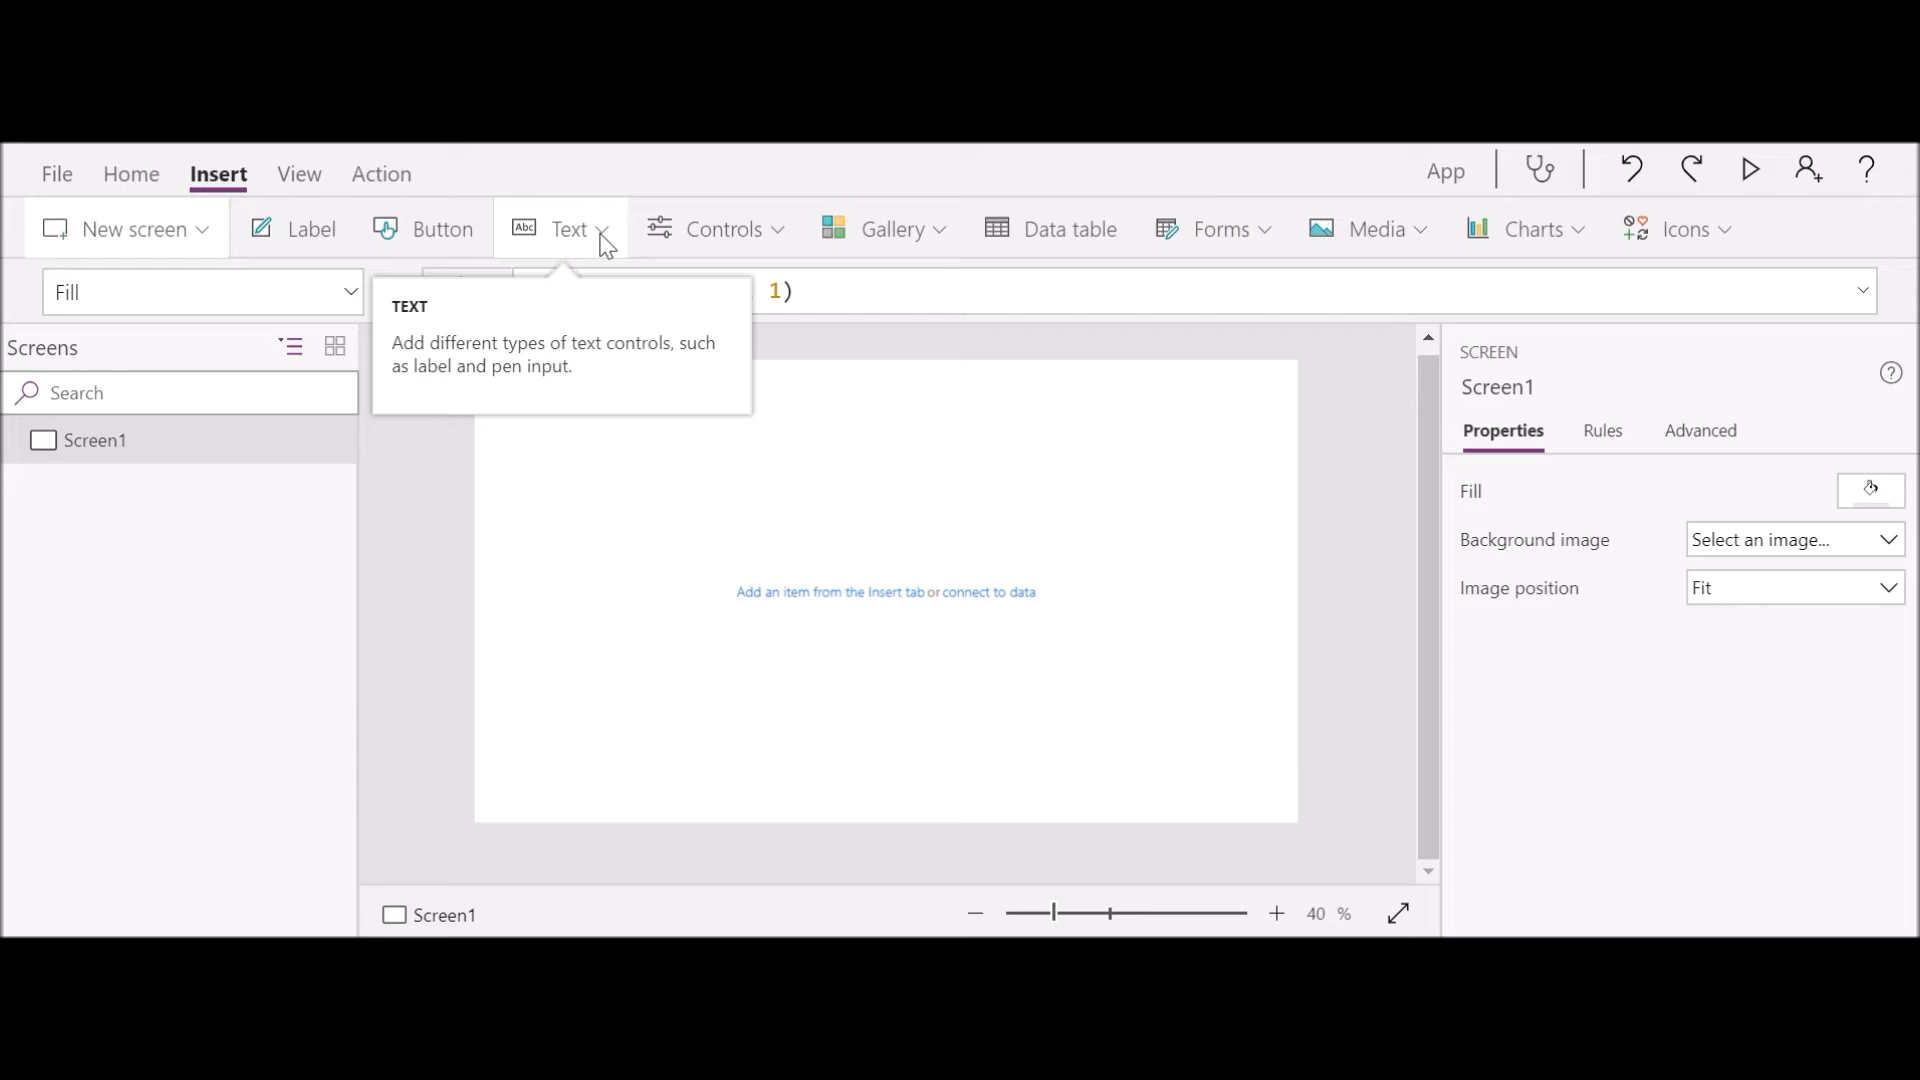 File Home Insert View Action App ?
New screen Label Button Abc Text Controls Gallery Data table Forms Media Charts Icons
Fill 1)
TEXT
Add different types of text controls, such
as label and pen input.
Screens
Search
Screen1
Add an item from the Insert tab or connect to data
Screen1 40 %
SCREEN
Screen1
Properties Rules Advanced
Fill
Background image Select an image...
Image position Fit